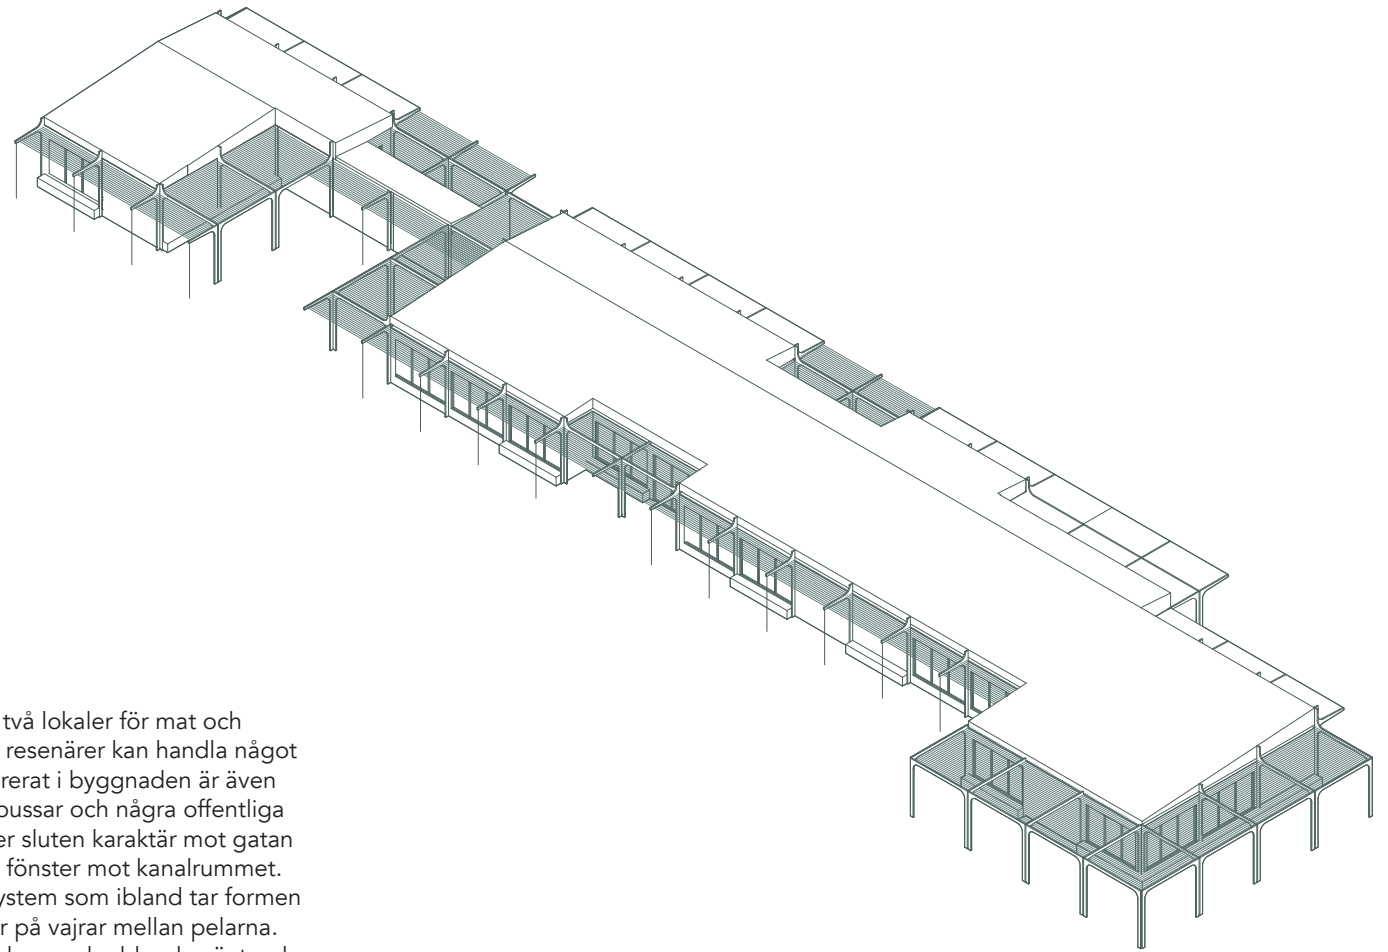 två lokaler för mat och
resenärer kan handla något
rerat i byggnaden är även
bussar och några offentliga
er sluten karaktär mot gatan
fönster mot kanalrummet.
ystem som ibland tar formen
r på vajrar mellan pelarna.